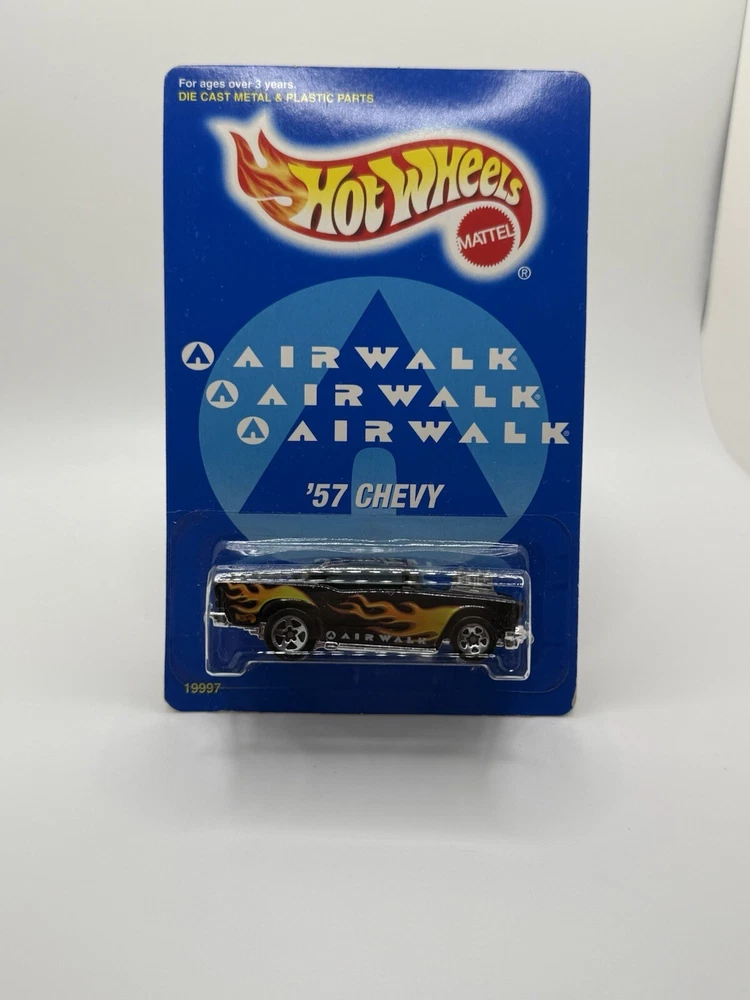 For ages over 3 years.
DIE CAST METAL & PLASTIC PARTS
HOT WHEELS
MATTEL
®
AIRWALK®
AIRWALK®
AIRWALK®
'57 CHEVY
AIRWALK
19997